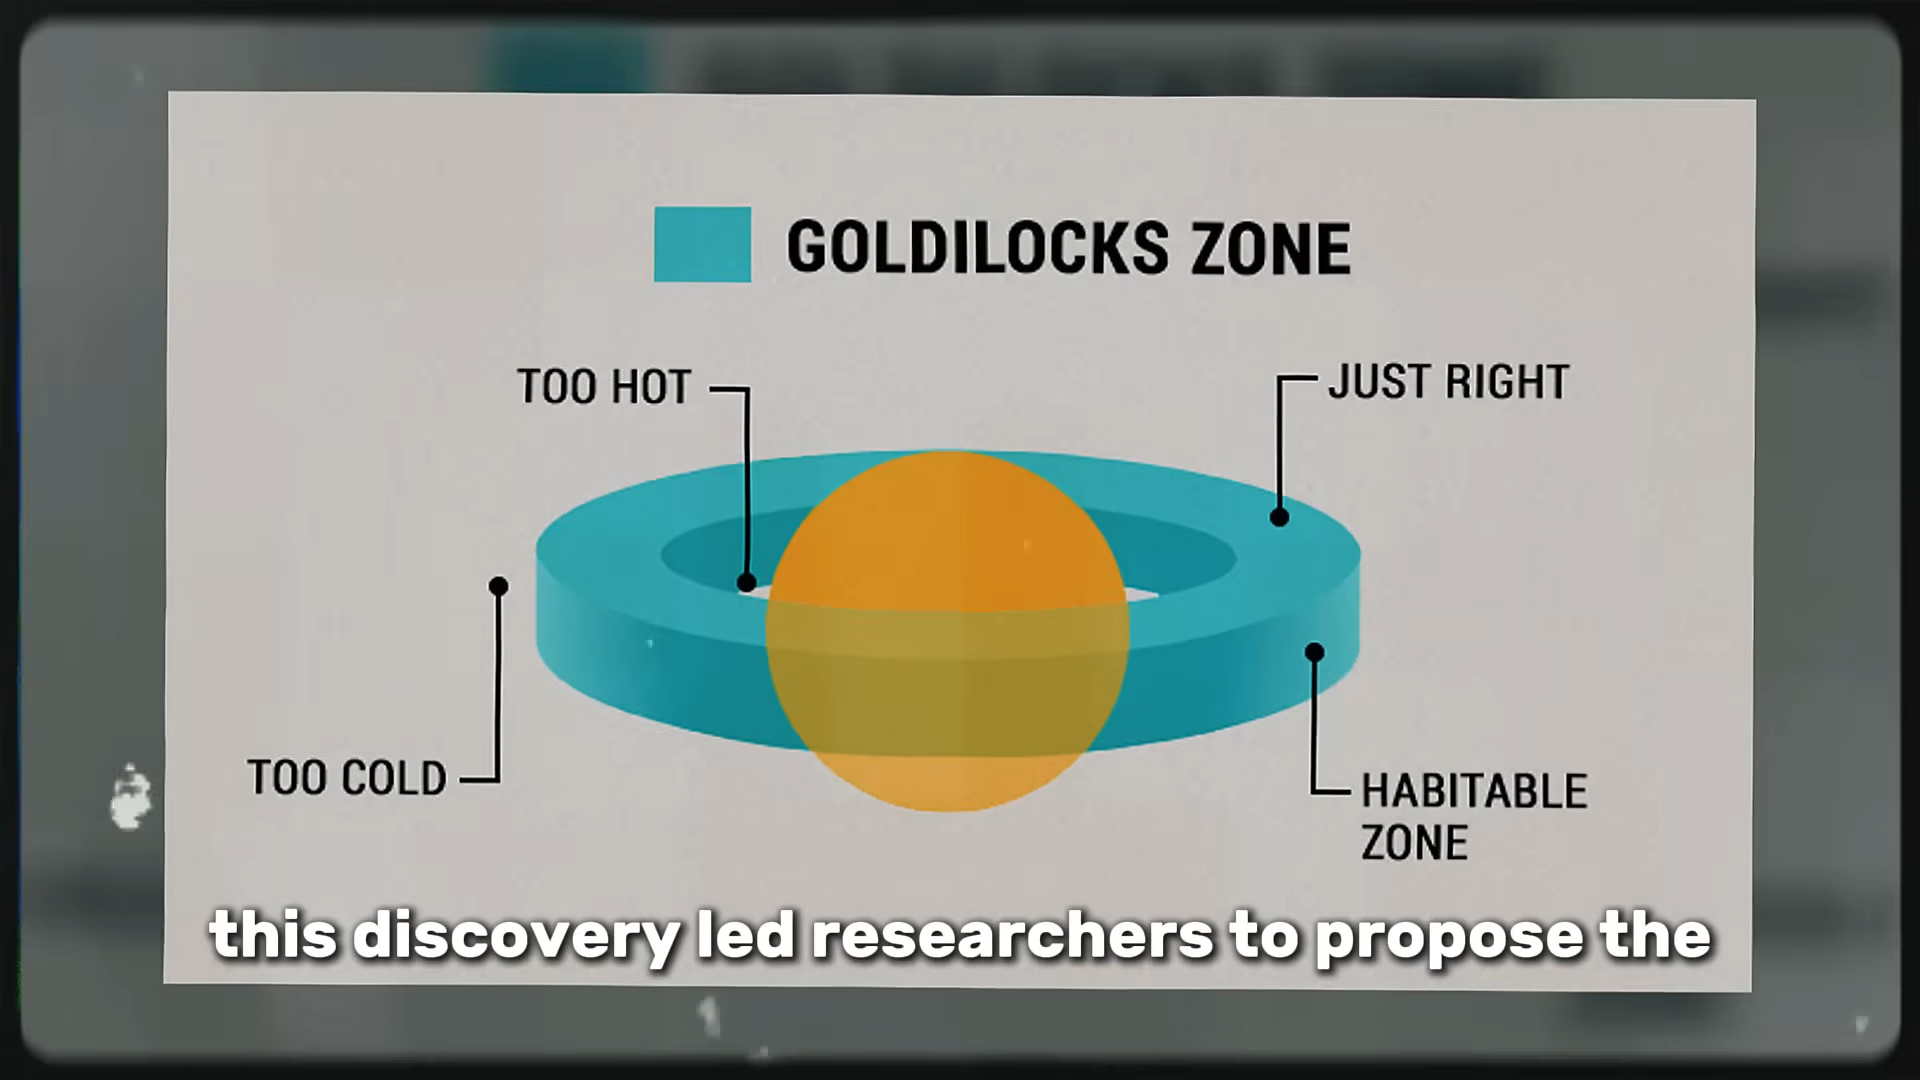 GOLDILOCKS ZONE
TOO HOT
JUST RIGHT
TOO COLD
HABITABLE
ZONE
this discovery led researchers to propose the